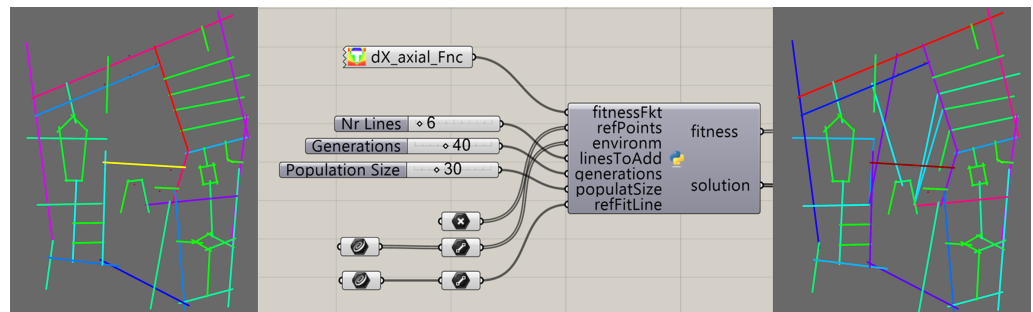 dX_axial_Fnc
Nr Lines 6
Generations 40
Population Size 30
fitnessFkt
refPoints
environm
linesToAdd
generations
populatSize
refFitLine
fitness
solution